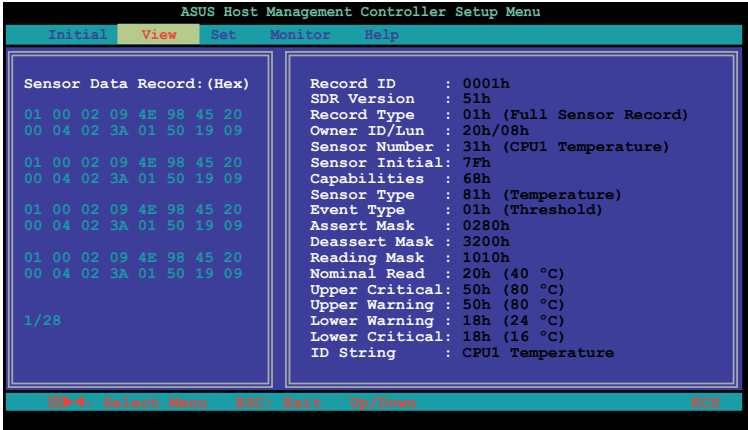 ASUS Host Management Controller Setup Menu
Initial View Set Monitor Help
Sensor Data Record:(Hex)
01 00 02 09 4E 98 45 20
00 04 02 3A 01 50 19 09
01 00 02 09 4E 98 45 20
00 04 02 3A 01 50 19 09
01 00 02 09 4E 98 45 20
00 04 02 3A 01 50 19 09
01 00 02 09 4E 98 45 20
00 04 02 3A 01 50 19 09
1/28
Record ID : 0001h
SDR Version : 51h
Record Type : 01h (Full Sensor Record)
Owner ID/Lun : 20h/08h
Sensor Number : 31h (CPU1 Temperature)
Sensor Initial: 7Fh
Capabilities : 68h
Sensor Type : 81h (Temperature)
Event Type : 01h (Threshold)
Assert Mask : 0280h
Deassert Mask : 3200h
Reading Mask : 1010h
Nominal Read : 20h (40 °C)
Upper Critical: 50h (80 °C)
Upper Warning : 50h (80 °C)
Lower Warning : 18h (24 °C)
Lower Critical: 18h (16 °C)
ID String : CPU1 Temperature
: Select Menu ESC: Exit Up/Down KCS